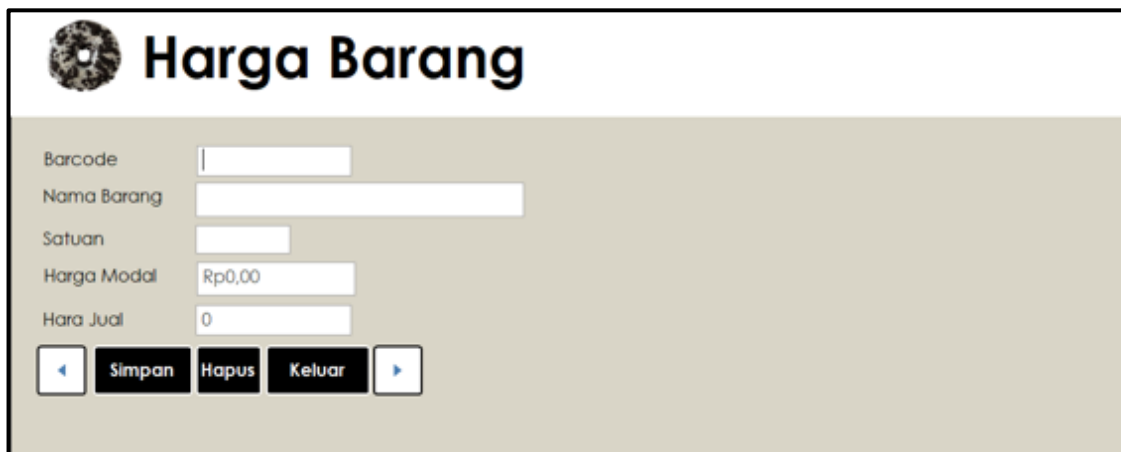 Harga Barang
Barcode
Nama Barang
Satuan
Harga Modal Rp0,00
Hara Jual 0
Simpan Hapus Keluar